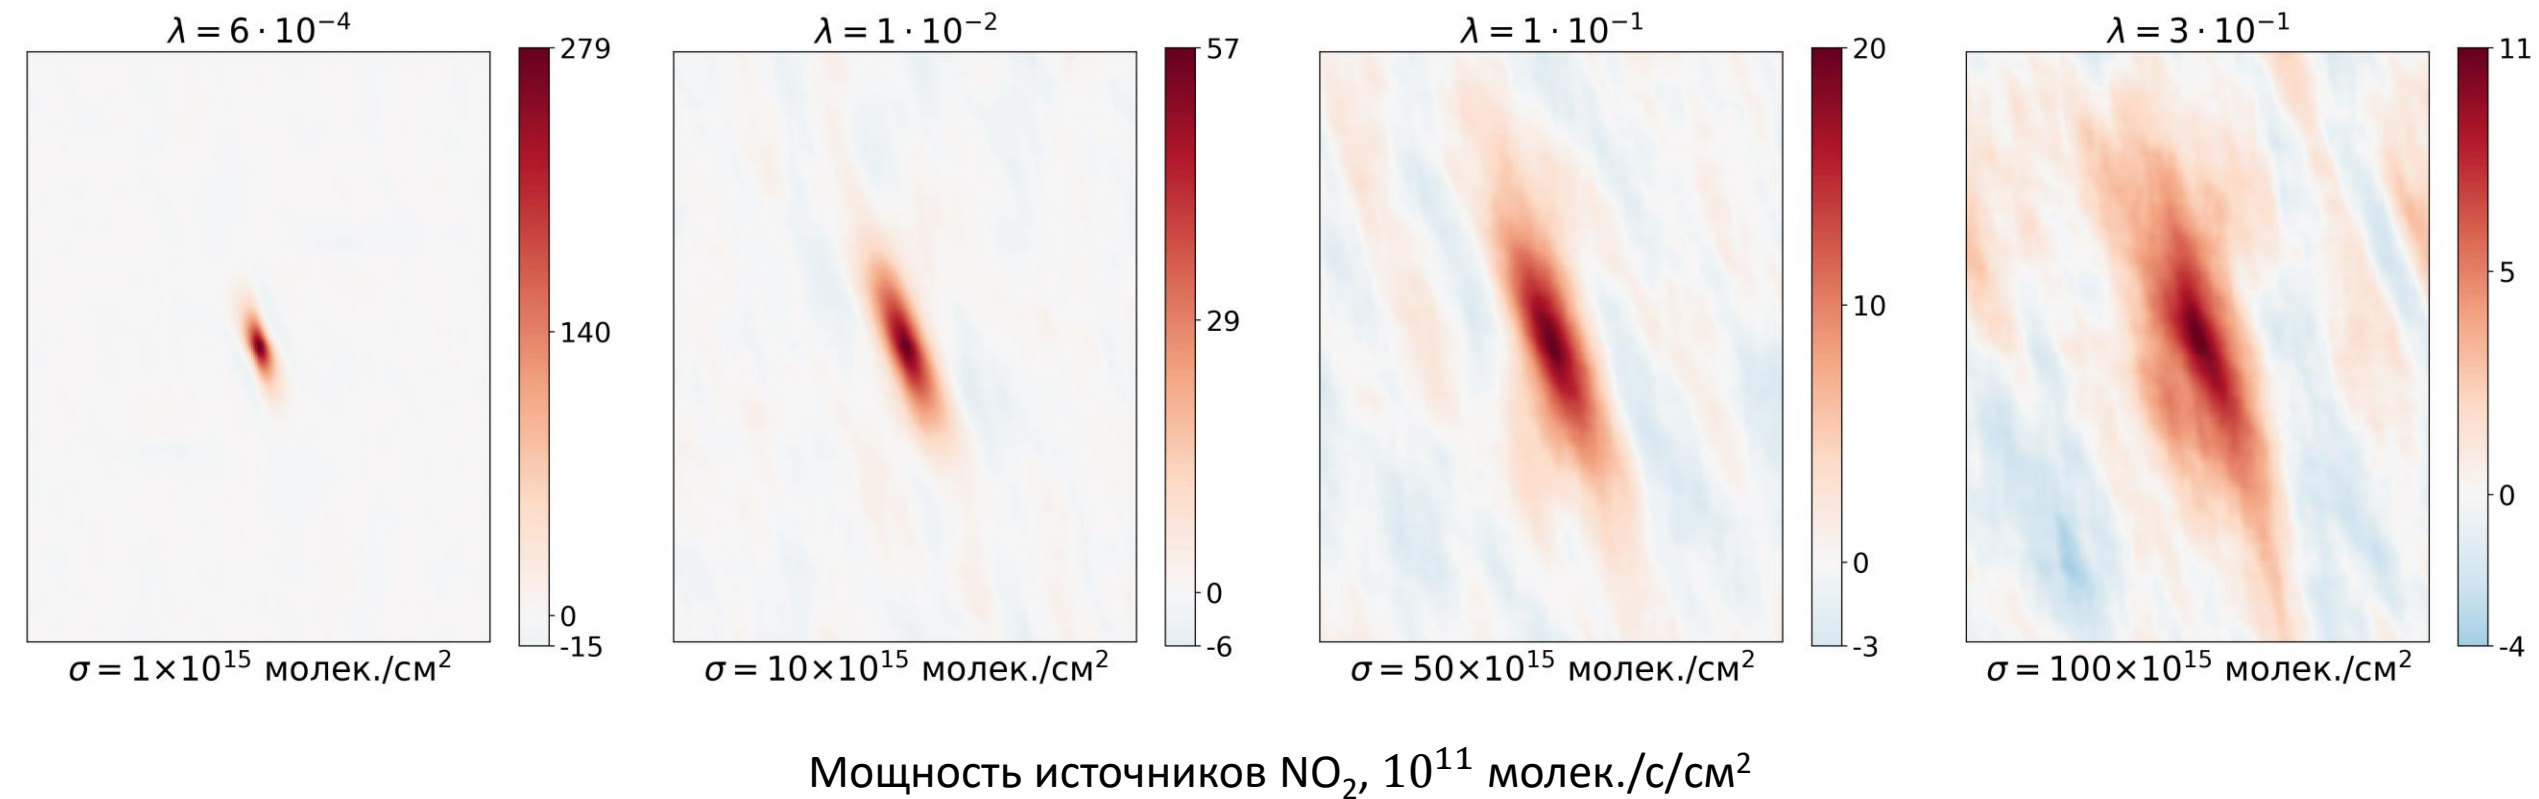 λ = 6 · 10⁻⁴
279
140
0
-15
σ = 1×10¹⁵ молек./см²
λ = 1 · 10⁻²
57
29
0
-6
σ = 10×10¹⁵ молек./см²
λ = 1 · 10⁻¹
20
10
0
-3
σ = 50×10¹⁵ молек./см²
λ = 3 · 10⁻¹
11
5
0
-4
σ = 100×10¹⁵ молек./см²
Мощность источников NO₂, 10¹¹ молек./с/см²